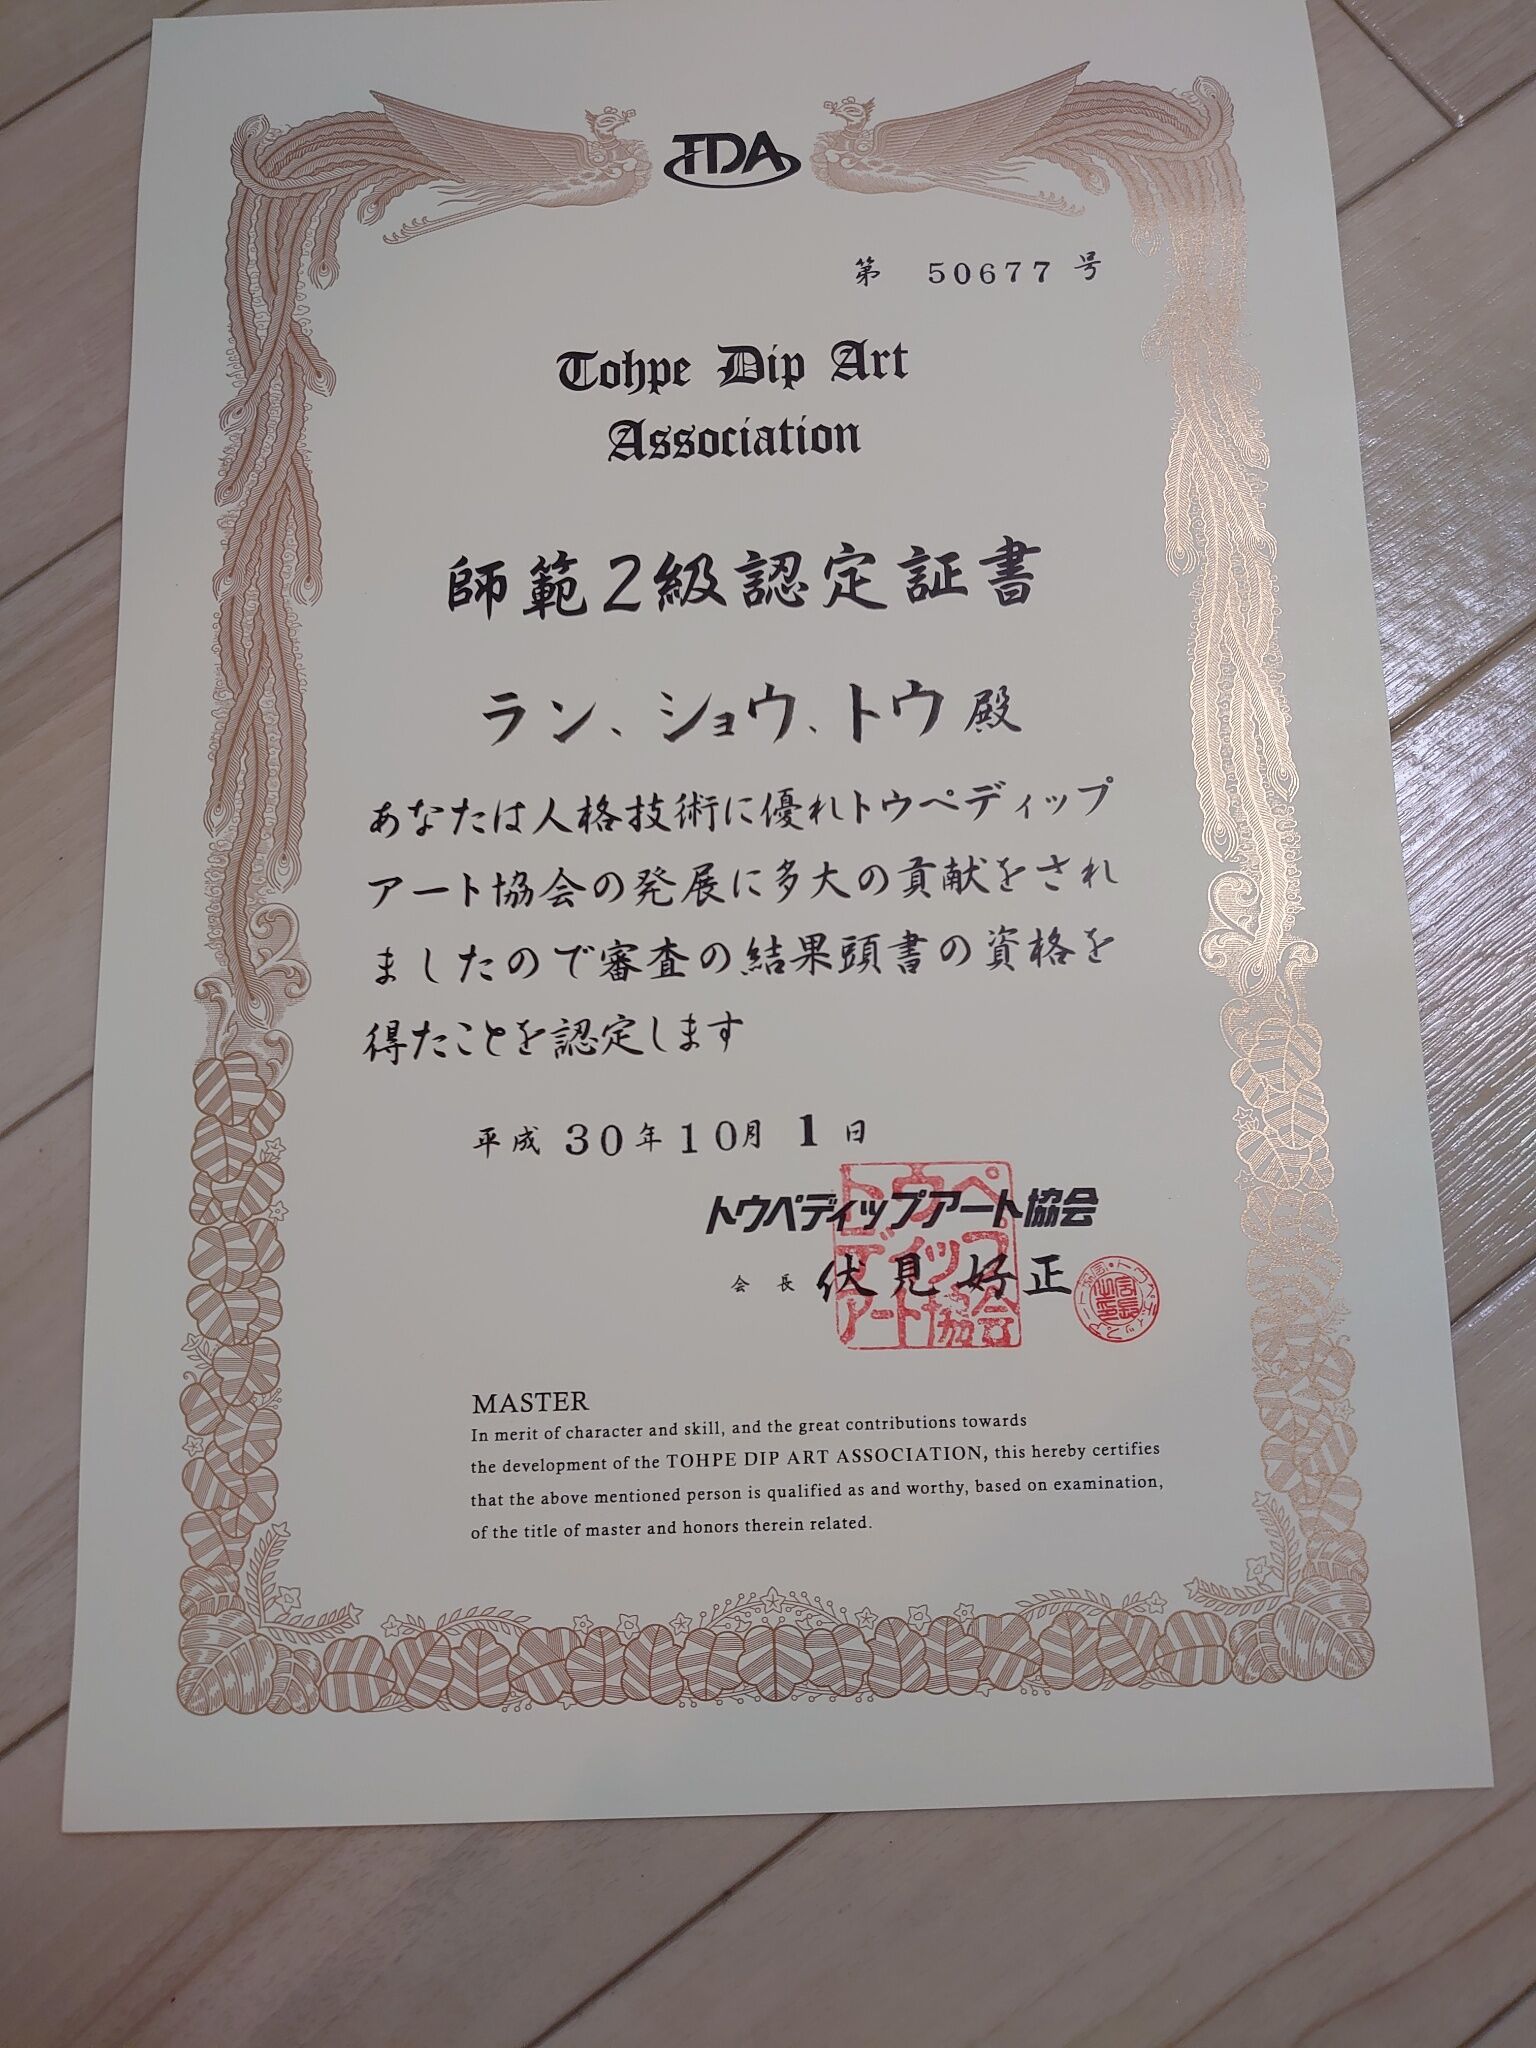 TDA
第 50677 号
Tohpe Dip Art
Association
師範2級認定証書
ラン、ショウ、トウ 殿
あなたは人格技術に優れトウペディップ
アート協会の発展に多大の貢献をされ
ましたので審査の結果頭書の資格を
得たことを認定します
平成 30年10月 1日
トウペディップアート協会
会長 伏見好正
トウペ
ディップ
アート協会
MASTER
In merit of character and skill, and the great contributions towards
the development of the TOHPE DIP ART ASSOCIATION, this hereby certifies
that the above mentioned person is qualified as and worthy, based on examination,
of the title of master and honors therein related.